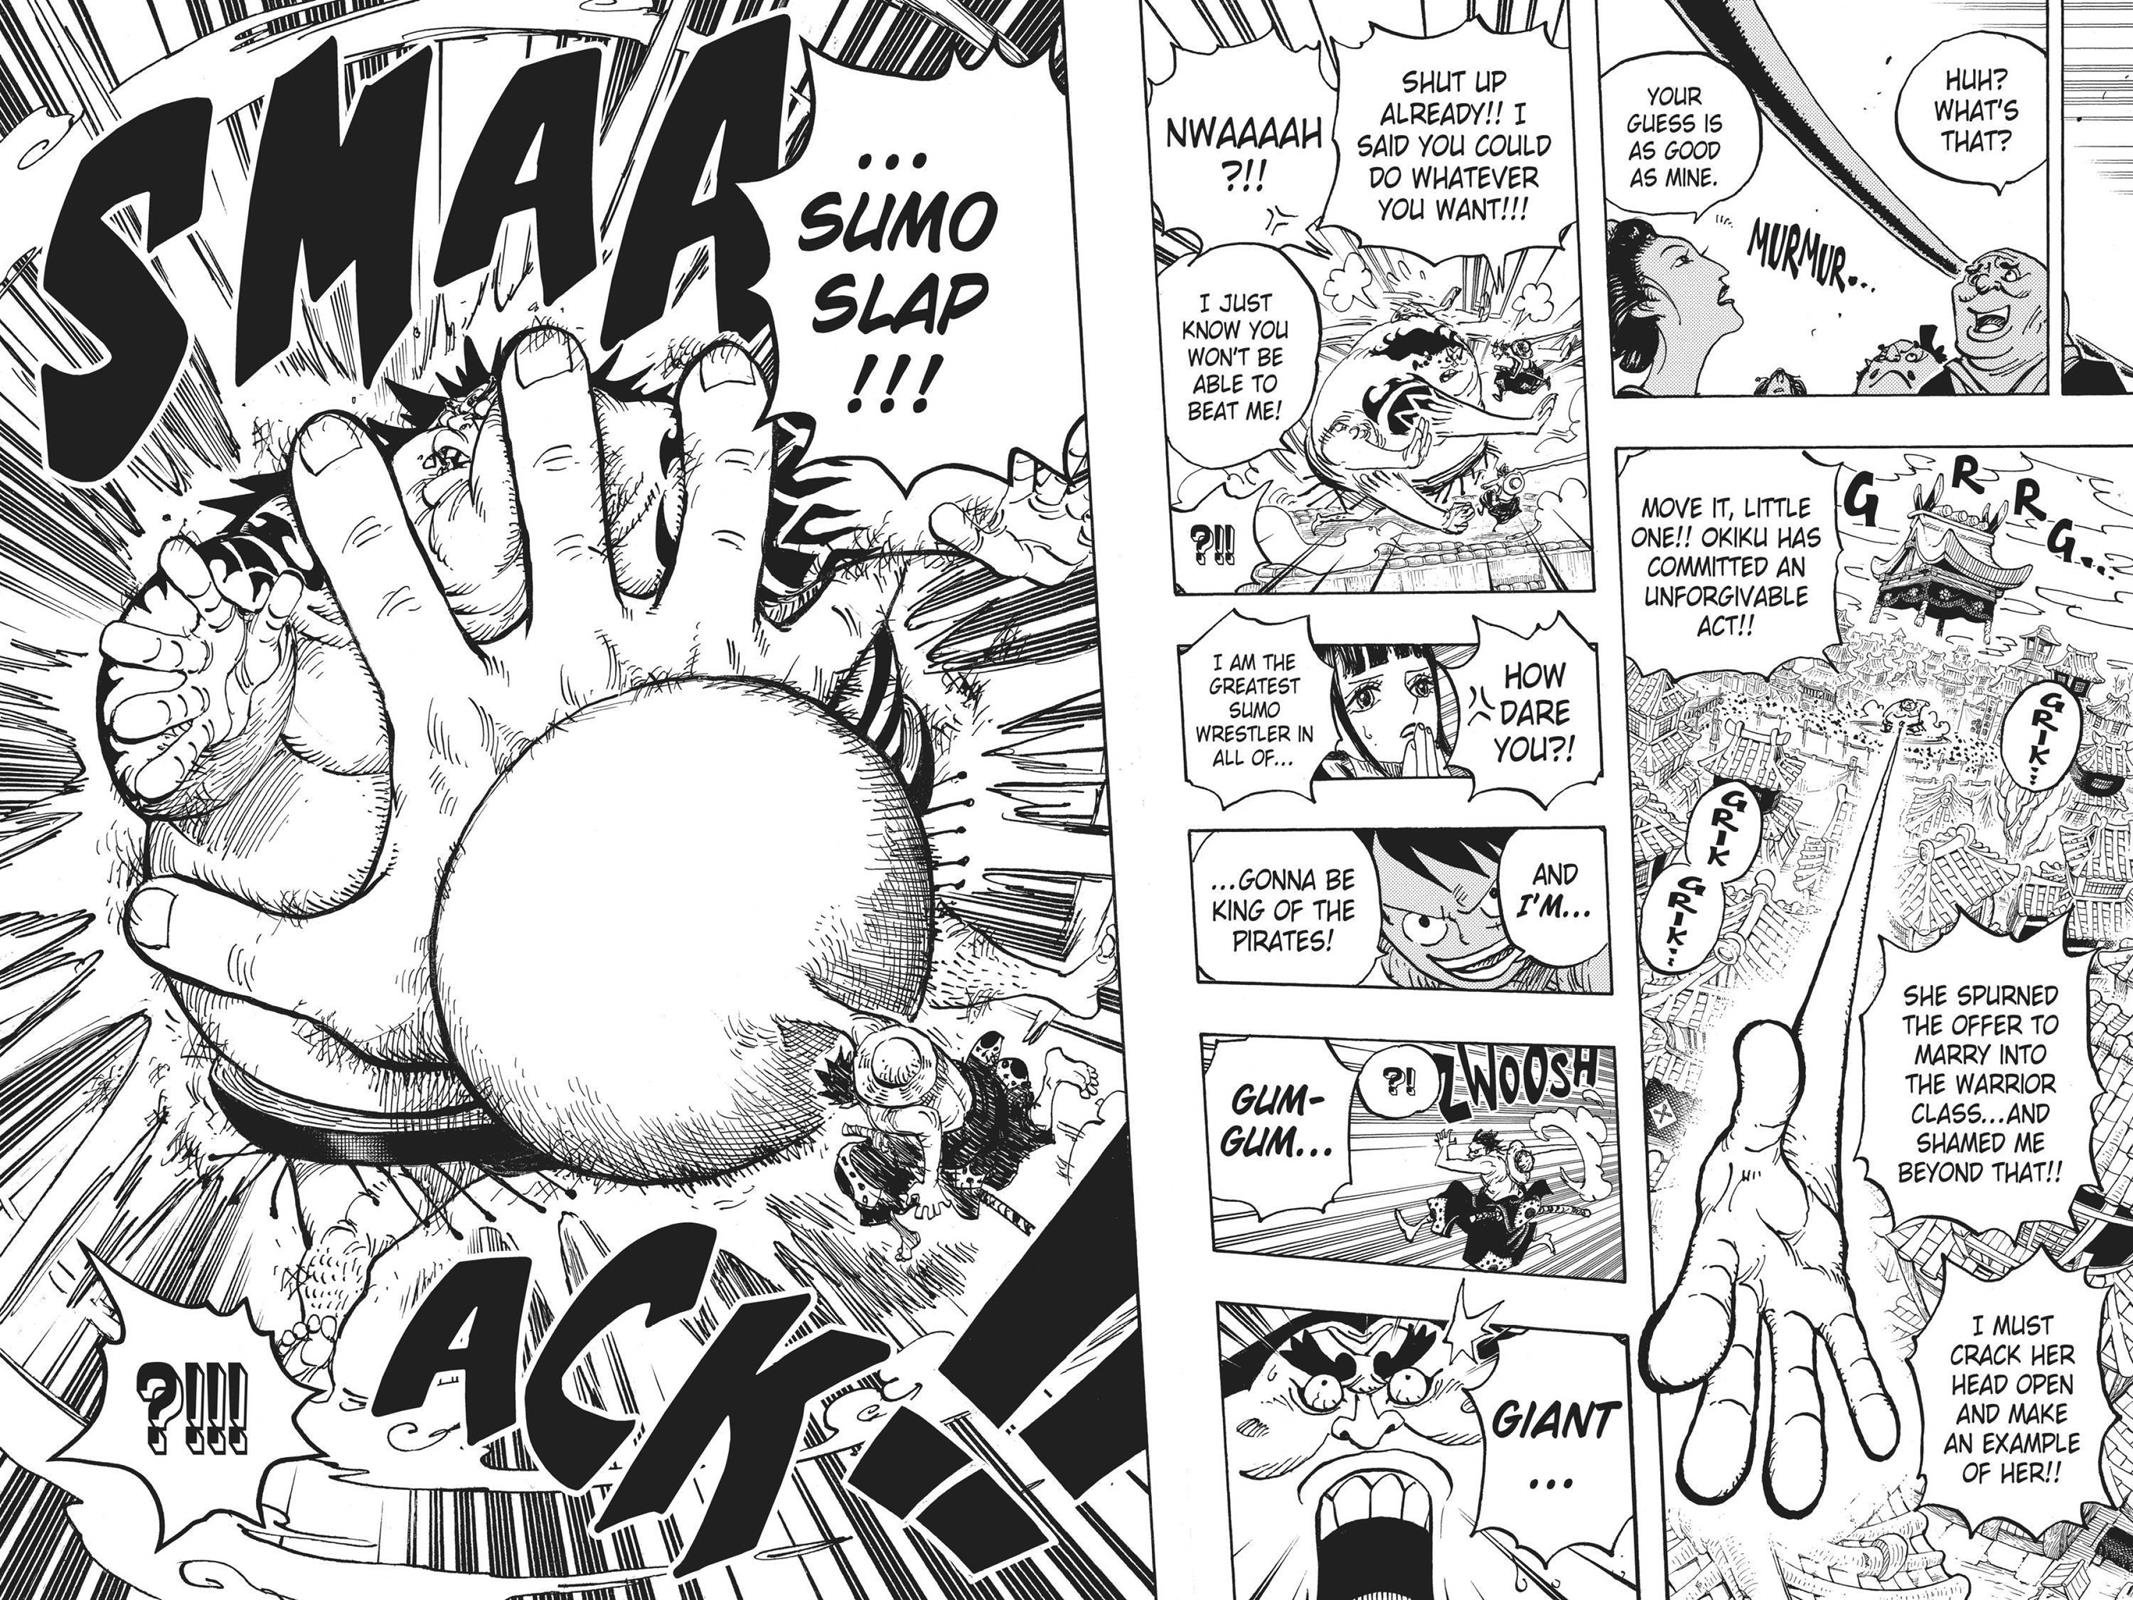 HUH?
WHAT'S
THAT?
YOUR
GUESS IS
AS GOOD
AS MINE.
MURMUR...
G R R G...
MOVE IT, LITTLE
ONE!! OKIKU HAS
COMMITTED AN
UNFORGIVABLE
ACT!!
GRIK...
GRIK
GRIK...
SHE SPURNED
THE OFFER TO
MARRY INTO
THE WARRIOR
CLASS...AND
SHAMED ME
BEYOND THAT!!
I MUST
CRACK HER
HEAD OPEN
AND MAKE
AN EXAMPLE
OF HER!!
SHUT UP
ALREADY!! I
SAID YOU COULD
DO WHATEVER
YOU WANT!!!
NWAAAAH
?!!
I JUST
KNOW YOU
WON'T BE
ABLE TO
BEAT ME!
?!!
HOW
DARE
YOU?!
I AM THE
GREATEST
SUMO
WRESTLER IN
ALL OF...
AND
I'M...
...GONNA BE
KING OF THE
PIRATES!
ZWOOSH
?!
GUM-
GUM...
GIANT
...
...
SUMO
SLAP
!!!
SMAA
ACK!!
?!!!